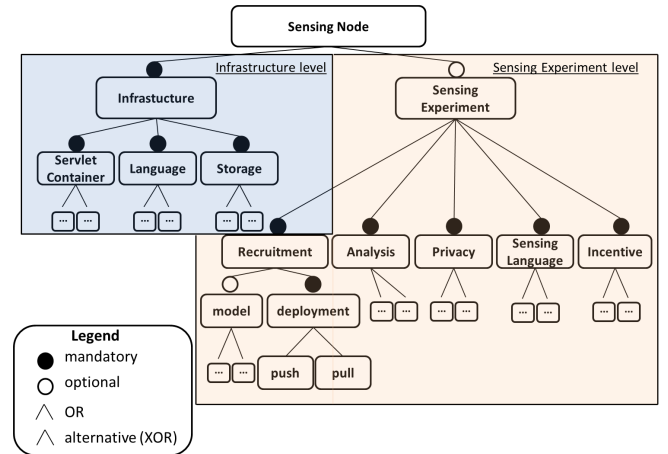 Sensing Node
Infrastructure level
Sensing Experiment level
Infrastucture
Sensing
Experiment
Servlet
Container
Language
Storage
... ...
... ...
... ...
Recruitment
Analysis
Privacy
Sensing
Language
Incentive
model
deployment
... ...
... ...
... ...
... ...
... ...
push
pull
Legend
mandatory
optional
OR
alternative (XOR)